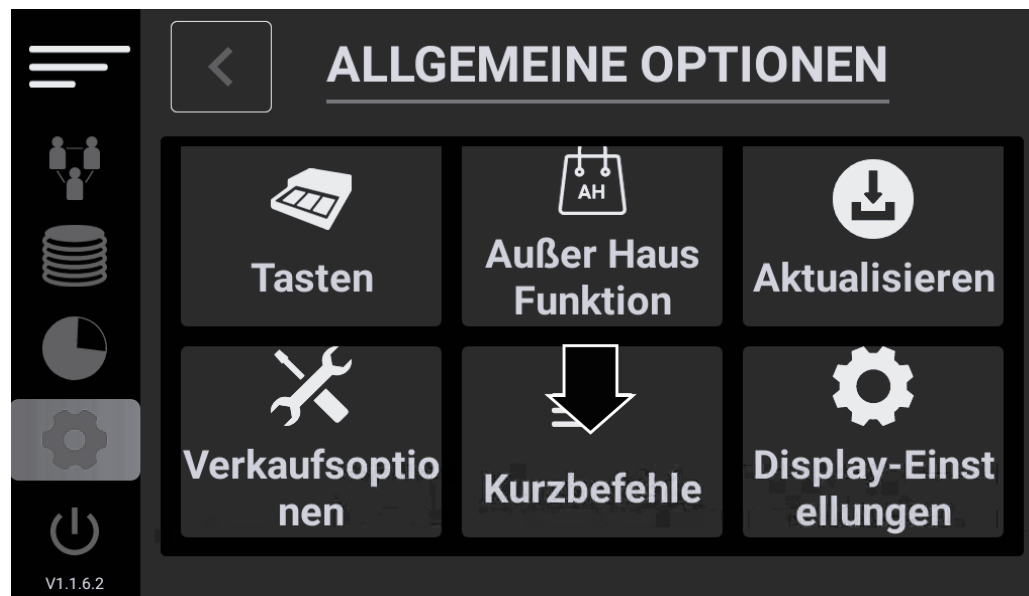 ALLGEMEINE OPTIONEN
Tasten
AH
Außer Haus
Funktion
Aktualisieren
Verkaufsoptio
nen
Kurzbefehle
Display-Einst
ellungen
V1.1.6.2